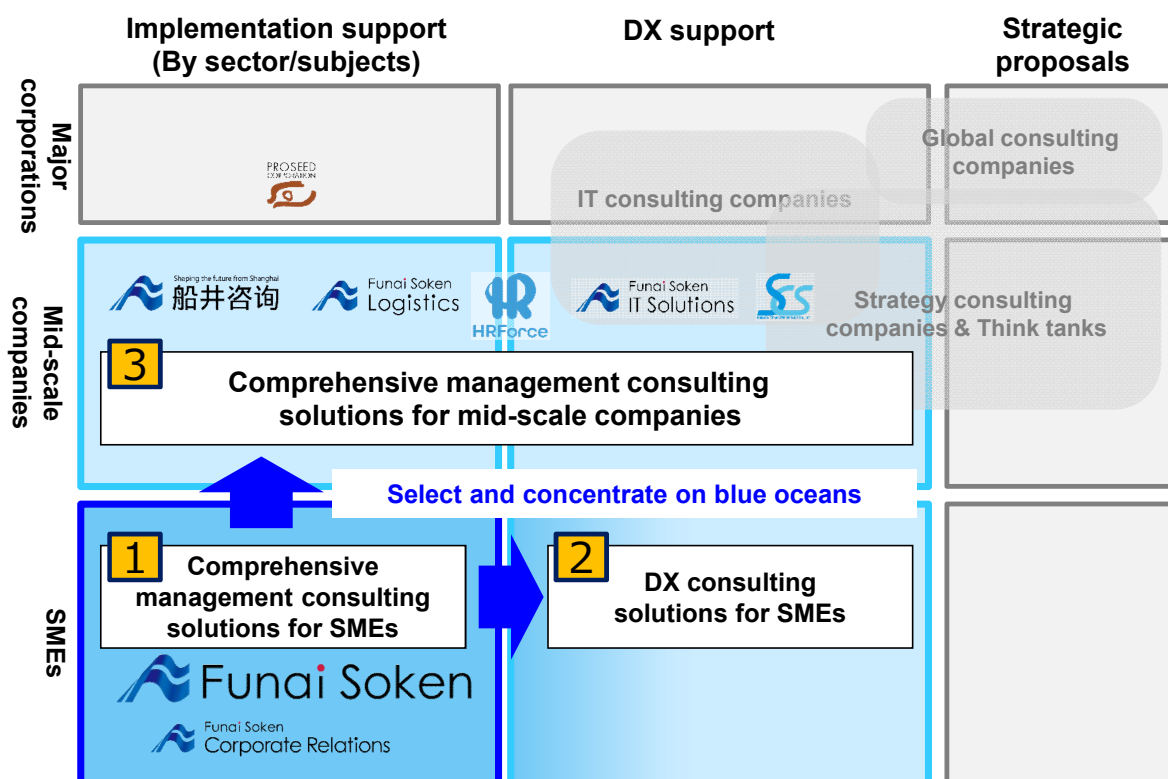 Implementation support
(By sector/subjects)
DX support
Strategic
proposals
Major
corporations
PROSEED
CORPORATION
IT consulting companies
Global consulting
companies
Mid-scale
companies
Shaping the future from Shanghai
船井咨询
Funai Soken
Logistics
HR
HRForce
Funai Soken
IT Solutions
SCS
Strategy consulting
companies & Think tanks
3
Comprehensive management consulting
solutions for mid-scale companies
Select and concentrate on blue oceans
SMEs
1
Comprehensive
management consulting
solutions for SMEs
2
DX consulting
solutions for SMEs
Funai Soken
Funai Soken
Corporate Relations